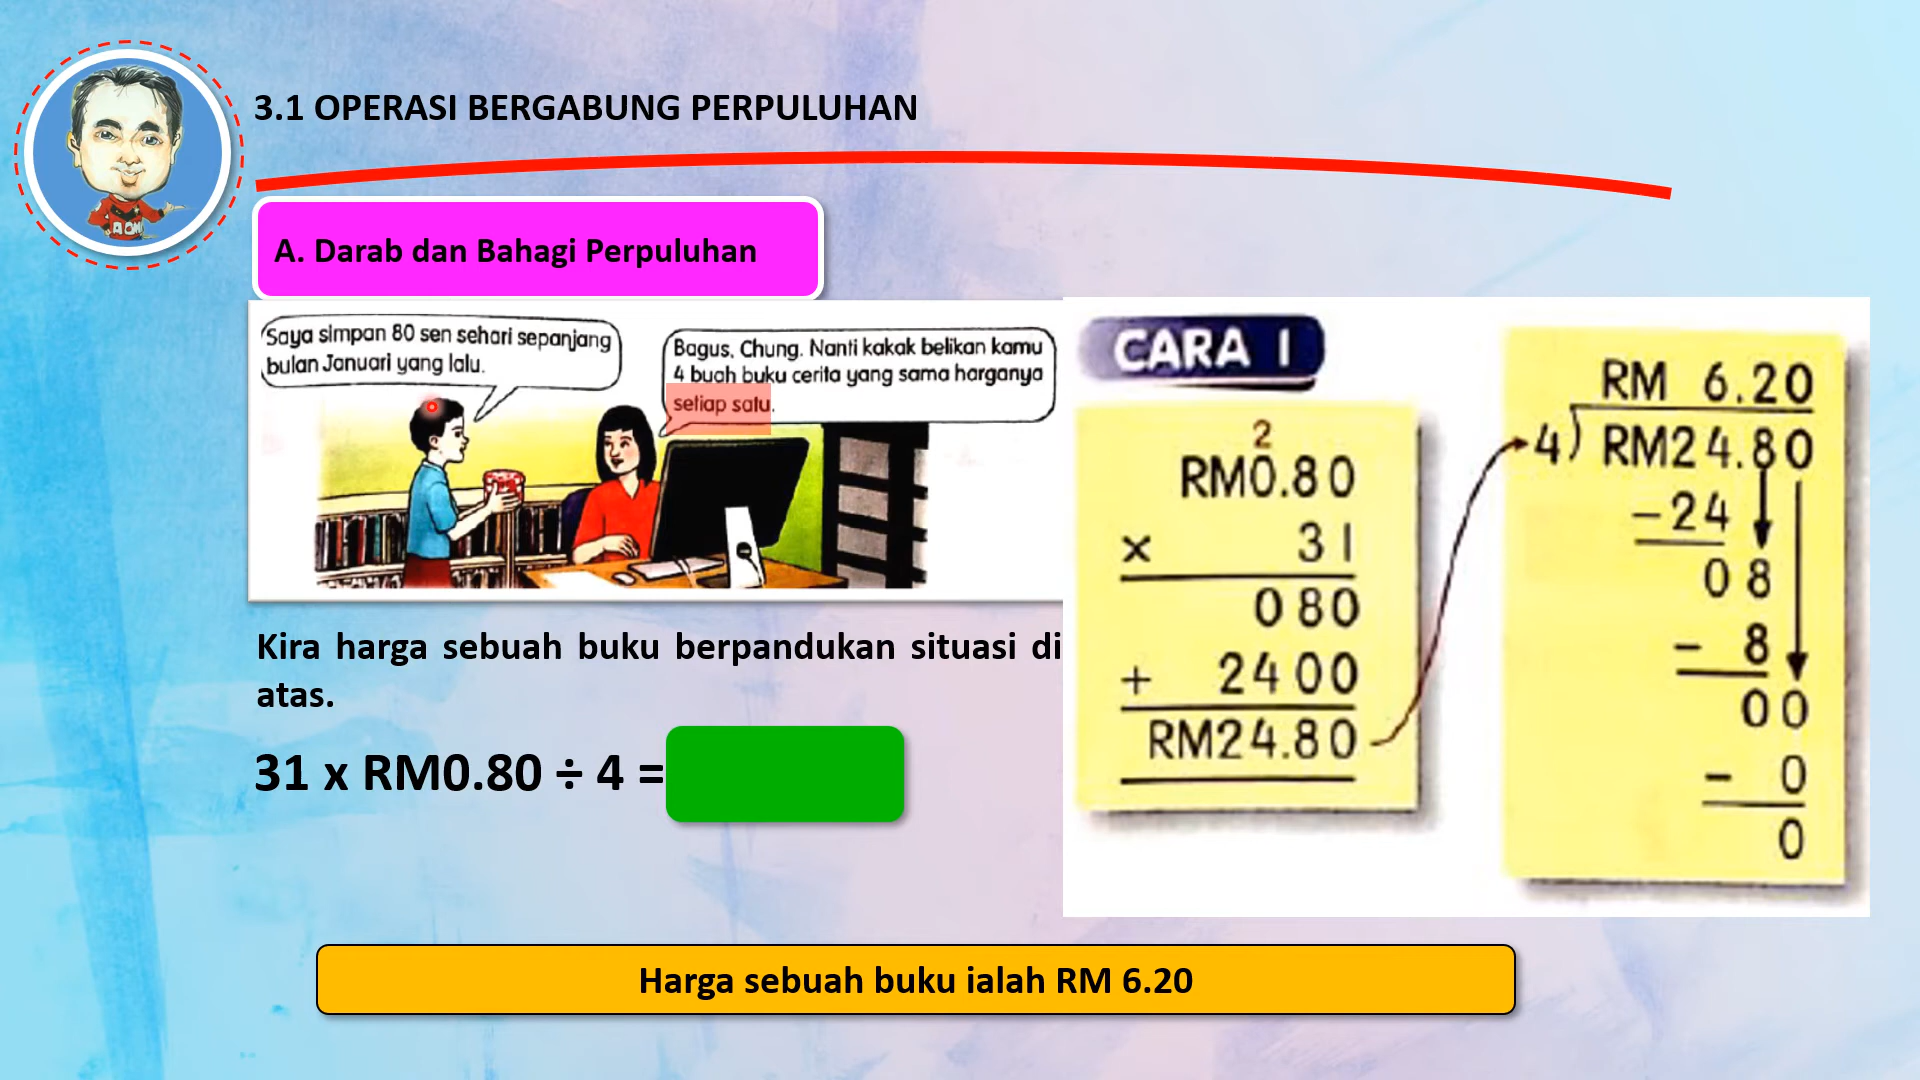 3.1 OPERASI BERGABUNG PERPULUHAN
A. Darab dan Bahagi Perpuluhan
Saya simpan 80 sen sehari sepanjang
bulan Januari yang lalu.
Bagus, Chung. Nanti kakak belikan kamu
4 buah buku cerita yang sama harganya
setiap satu.
Kira harga sebuah buku berpandukan situasi di
atas.
31 x RM0.80 ÷ 4 =
CARA 1
2
RM0.80
× 31
080
+ 2400
RM24.80
RM 6.20
4) RM24.80
−24
08
− 8
00
− 0
0
Harga sebuah buku ialah RM 6.20